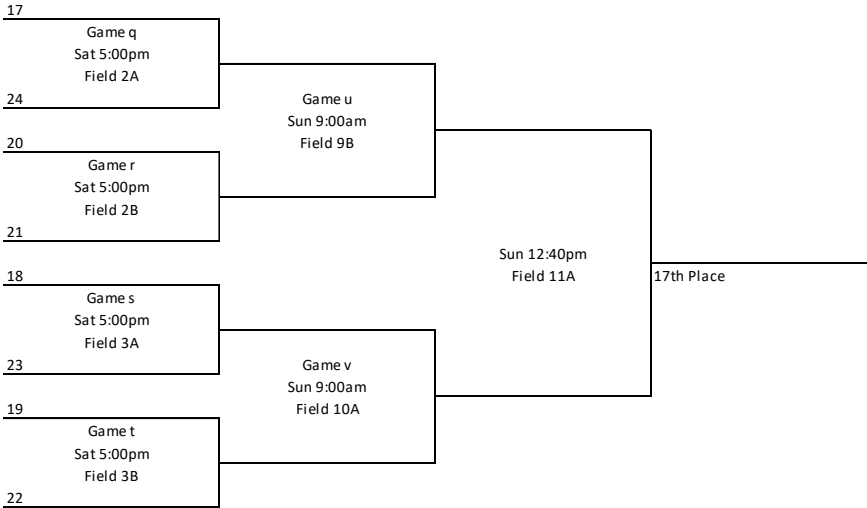 17
Game q
Sat 5:00pm
Field 2A
24
Game u
Sun 9:00am
Field 9B
20
Game r
Sat 5:00pm
Field 2B
21
Sun 12:40pm
Field 11A
17th Place
18
Game s
Sat 5:00pm
Field 3A
23
Game v
Sun 9:00am
Field 10A
19
Game t
Sat 5:00pm
Field 3B
22